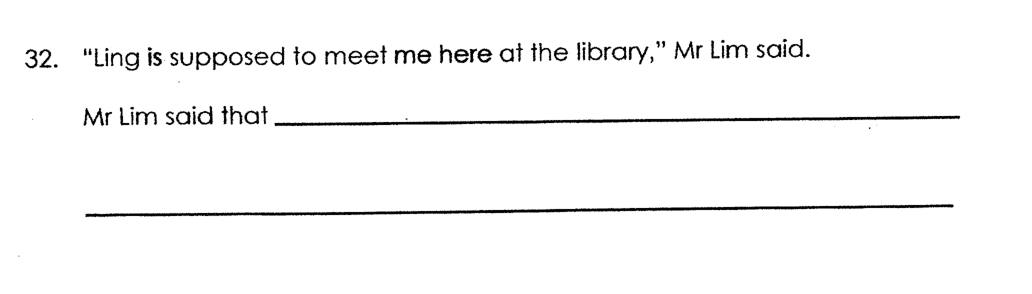 32. "Ling is supposed to meet me here at the library," Mr Lim said.
Mr Lim said that